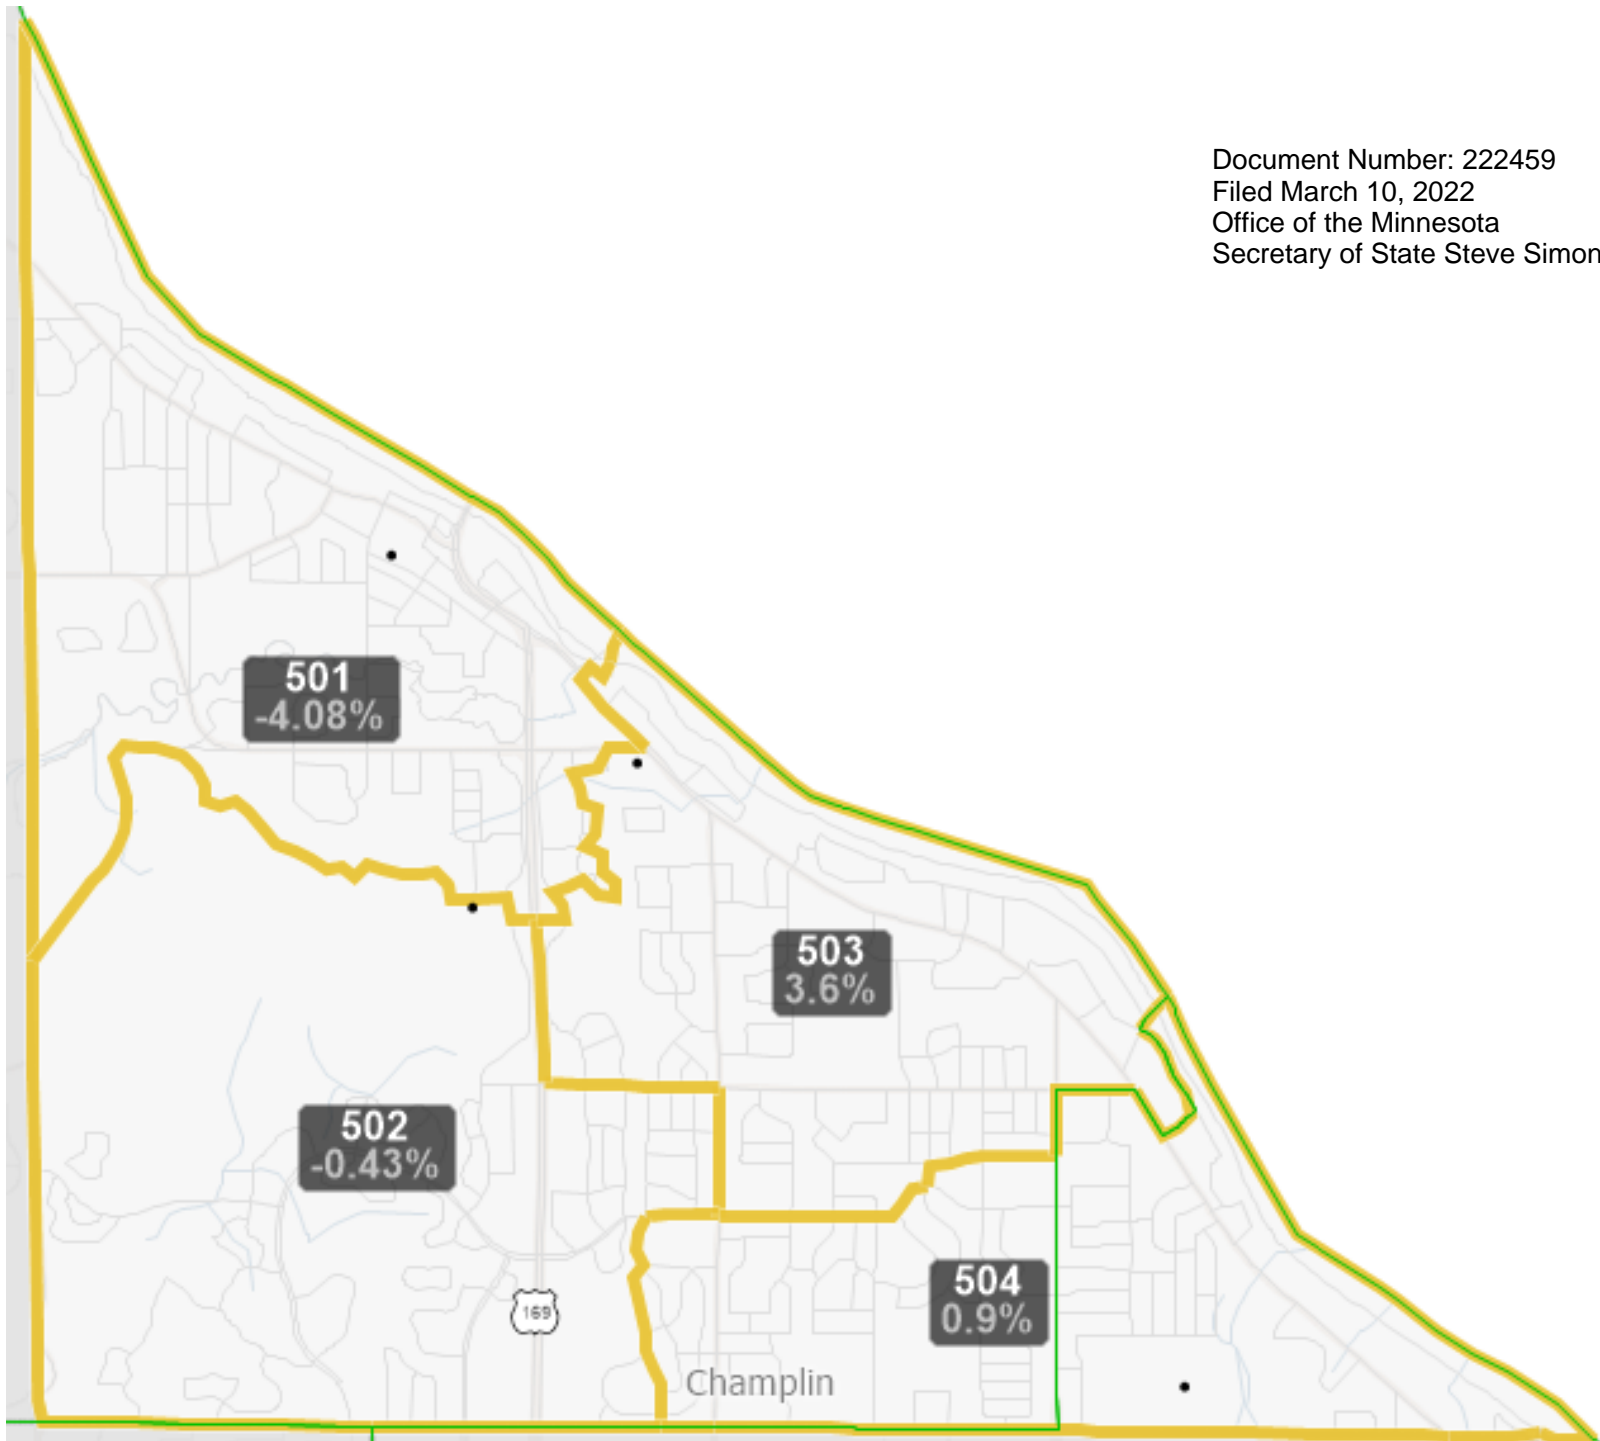 Document Number: 222459
Filed March 10, 2022
Office of the Minnesota
Secretary of State Steve Simon
501
-4.08%
503
3.6%
502
-0.43%
504
0.9%
169
Champlin